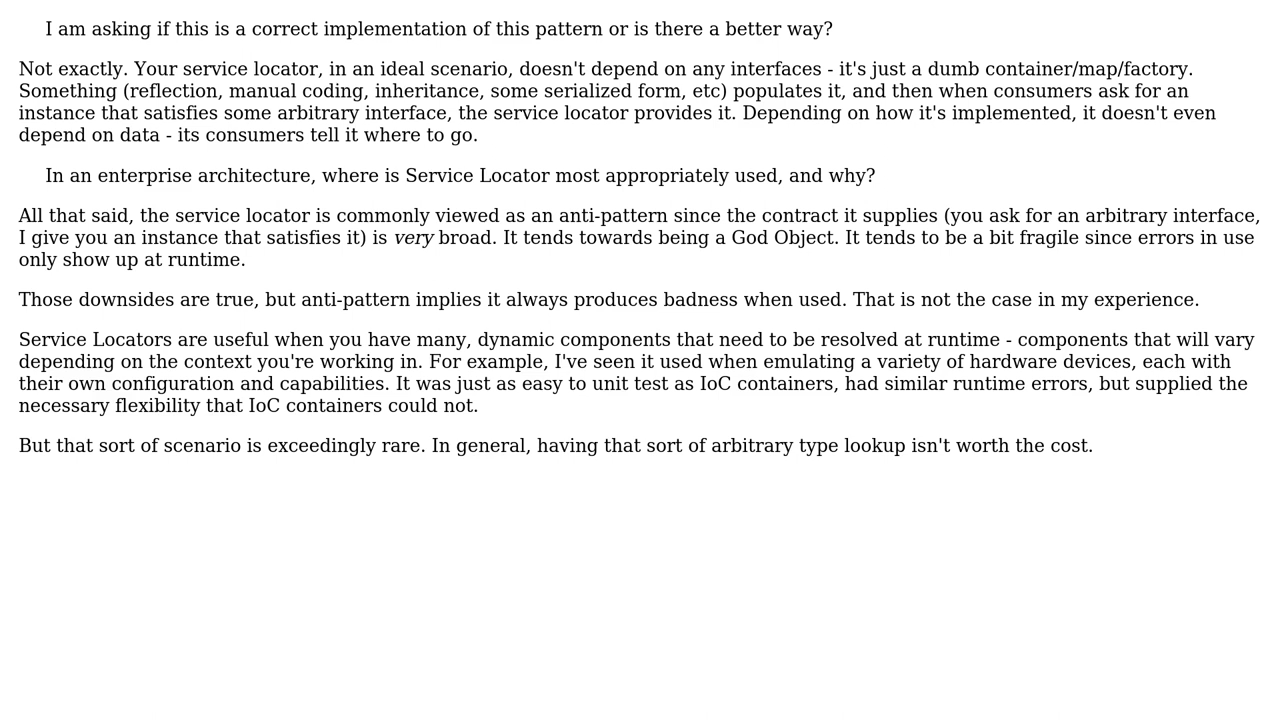 I am asking if this is a correct implementation of this pattern or is there a better way?
Not exactly. Your service locator, in an ideal scenario, doesn't depend on any interfaces - it's just a dumb container/map/factory.
Something (reflection, manual coding, inheritance, some serialized form, etc) populates it, and then when consumers ask for an
instance that satisfies some arbitrary interface, the service locator provides it. Depending on how it's implemented, it doesn't even
depend on data - its consumers tell it where to go.
In an enterprise architecture, where is Service Locator most appropriately used, and why?
All that said, the service locator is commonly viewed as an anti-pattern since the contract it supplies (you ask for an arbitrary interface,
I give you an instance that satisfies it) is very broad. It tends towards being a God Object. It tends to be a bit fragile since errors in use
only show up at runtime.
Those downsides are true, but anti-pattern implies it always produces badness when used. That is not the case in my experience.
Service Locators are useful when you have many, dynamic components that need to be resolved at runtime - components that will vary
depending on the context you're working in. For example, I've seen it used when emulating a variety of hardware devices, each with
their own configuration and capabilities. It was just as easy to unit test as IoC containers, had similar runtime errors, but supplied the
necessary flexibility that IoC containers could not.
But that sort of scenario is exceedingly rare. In general, having that sort of arbitrary type lookup isn't worth the cost.